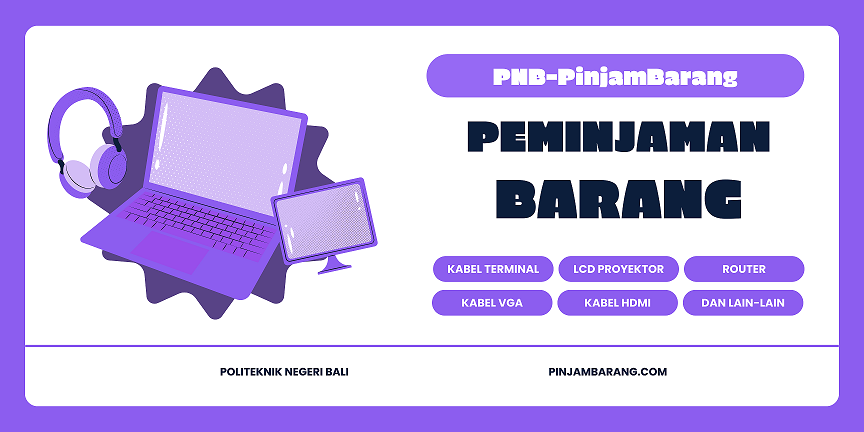 PNB-PinjamBarang
PEMINJAMAN
BARANG
KABEL TERMINAL
LCD PROYEKTOR
ROUTER
KABEL VGA
KABEL HDMI
DAN LAIN-LAIN
POLITEKNIK NEGERI BALI
PINJAMBARANG.COM